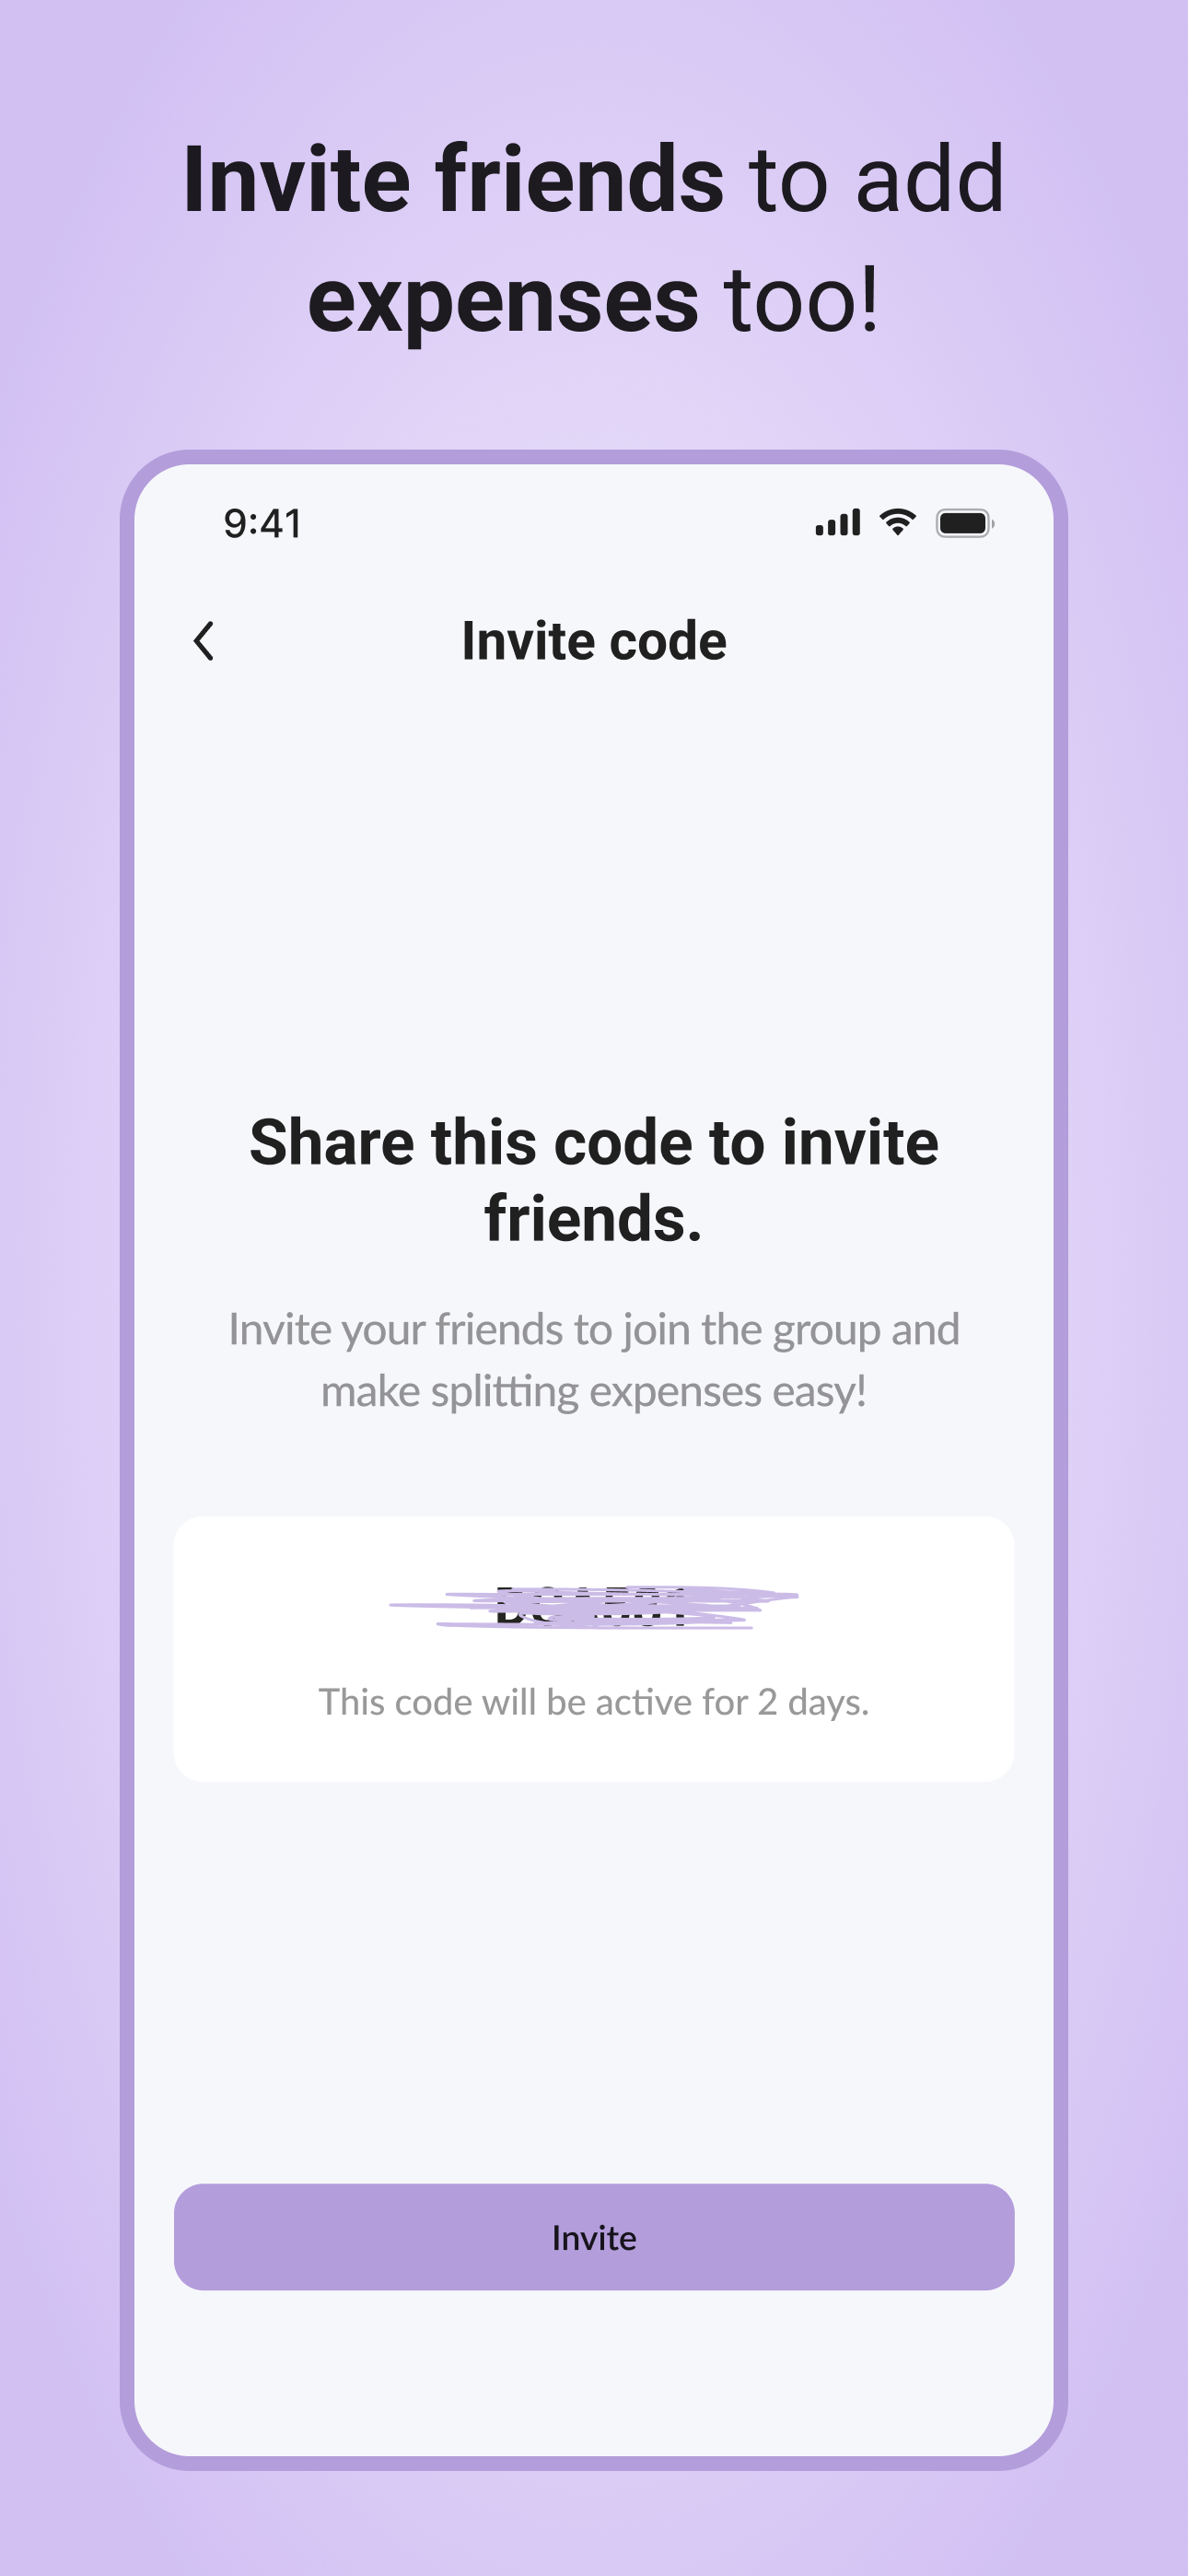 Invite friends to add
expenses too!
9:41
Invite code
Share this code to invite
friends.
Invite your friends to join the group and
make splitting expenses easy!
This code will be active for 2 days.
Invite